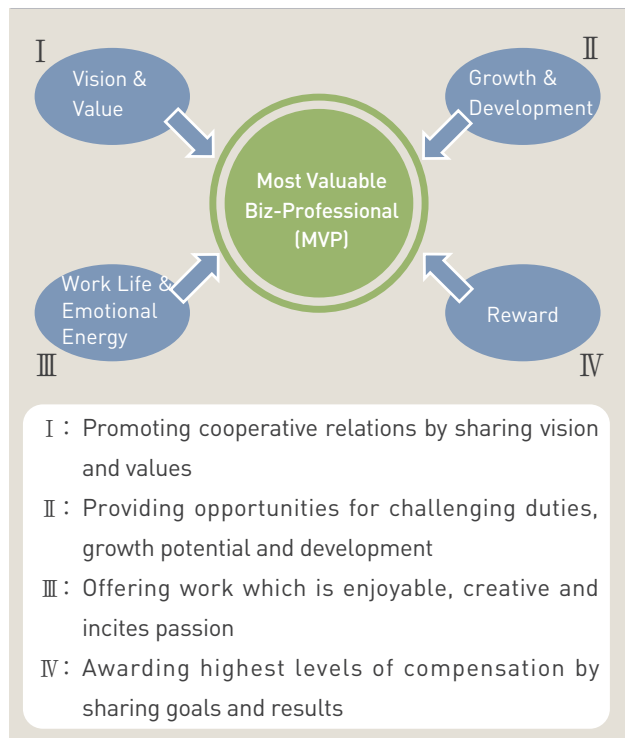 Ⅰ
Vision &
Value
Ⅱ
Growth &
Development
Most Valuable
Biz-Professional
(MVP)
Work Life &
Emotional
Energy
Ⅲ
Reward
Ⅳ
Ⅰ : Promoting cooperative relations by sharing vision
and values
Ⅱ : Providing opportunities for challenging duties,
growth potential and development
Ⅲ : Offering work which is enjoyable, creative and
incites passion
Ⅳ : Awarding highest levels of compensation by
sharing goals and results